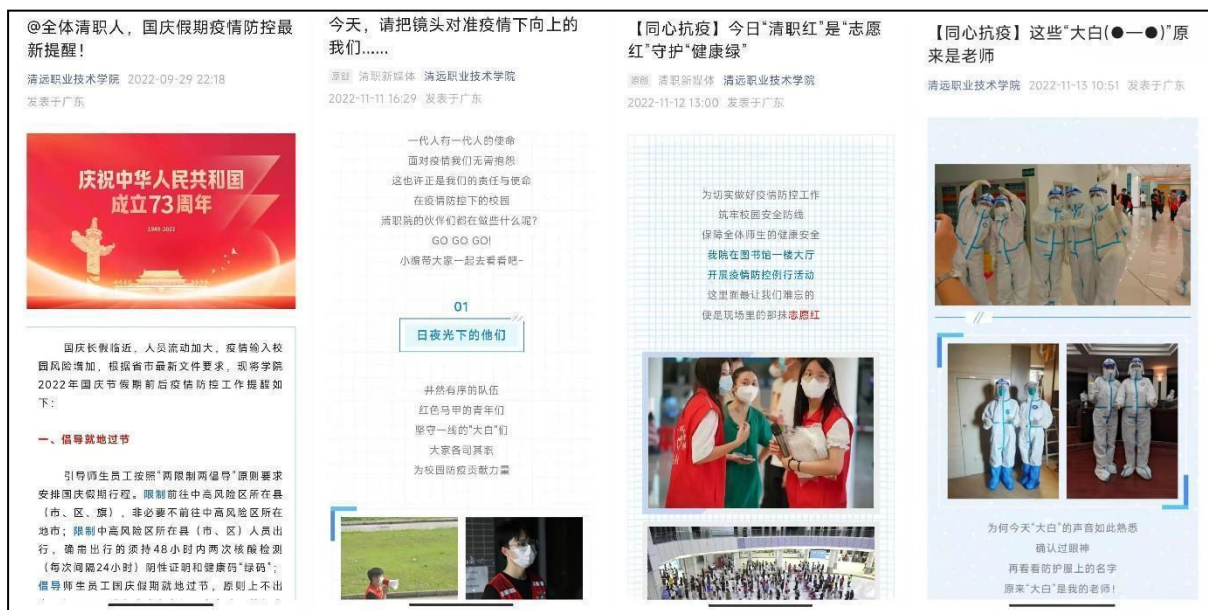 @全体清职人，国庆假期疫情防控最
新提醒！
清远职业技术学院 2022-09-29 22:18
发表于广东
庆祝中华人民共和国
成立73周年
1949-2022
国庆长假临近，人员流动加大，疫情输入校
园风险增加，根据省市最新文件要求，现将学院
2022年国庆节假期前后疫情防控工作提醒如
下：
一、倡导就地过节
引导师生员工按照“两限制两倡导”原则要求
安排国庆假期行程。限制前往中高风险区所在县
（市、区、旗），非必要不前往中高风险区所在
地市；限制中高风险区所在县（市、区）人员出
行，确需出行的须持48小时内两次核酸检测
（每次间隔24小时）阴性证明和健康码“绿码”；
倡导师生员工国庆假期就地过节，原则上不出
今天，请把镜头对准疫情下向上的
我们......
原创 清职新媒体 清远职业技术学院
2022-11-11 16:29 发表于广东
一代人有一代人的使命
面对疫情我们无需抱怨
这也许正是我们的责任与使命
在疫情防控下的校园
清职院的伙伴们都在做些什么呢?
GO GO GO!
小编带大家一起去看看吧~
01
日夜光下的他们
井然有序的队伍
红色马甲的青年们
坚守一线的“大白”们
大家各司其职
为校园防疫贡献力量
【同心抗疫】今日“清职红”是“志愿
红”守护“健康绿”
原创 清职新媒体 清远职业技术学院
2022-11-12 13:00 发表于广东
为切实做好疫情防控工作
筑牢校园安全防线
保障全体师生的健康安全
我院在图书馆一楼大厅
开展疫情防控例行活动
这里面最让我们难忘的
便是现场里的那抹志愿红
【同心抗疫】这些“大白(●—●)”原
来是老师
清远职业技术学院 2022-11-13 10:51 发表于广东
为何今天“大白”的声音如此熟悉
确认过眼神
再看看防护服上的名字
原来“大白”是我的老师！